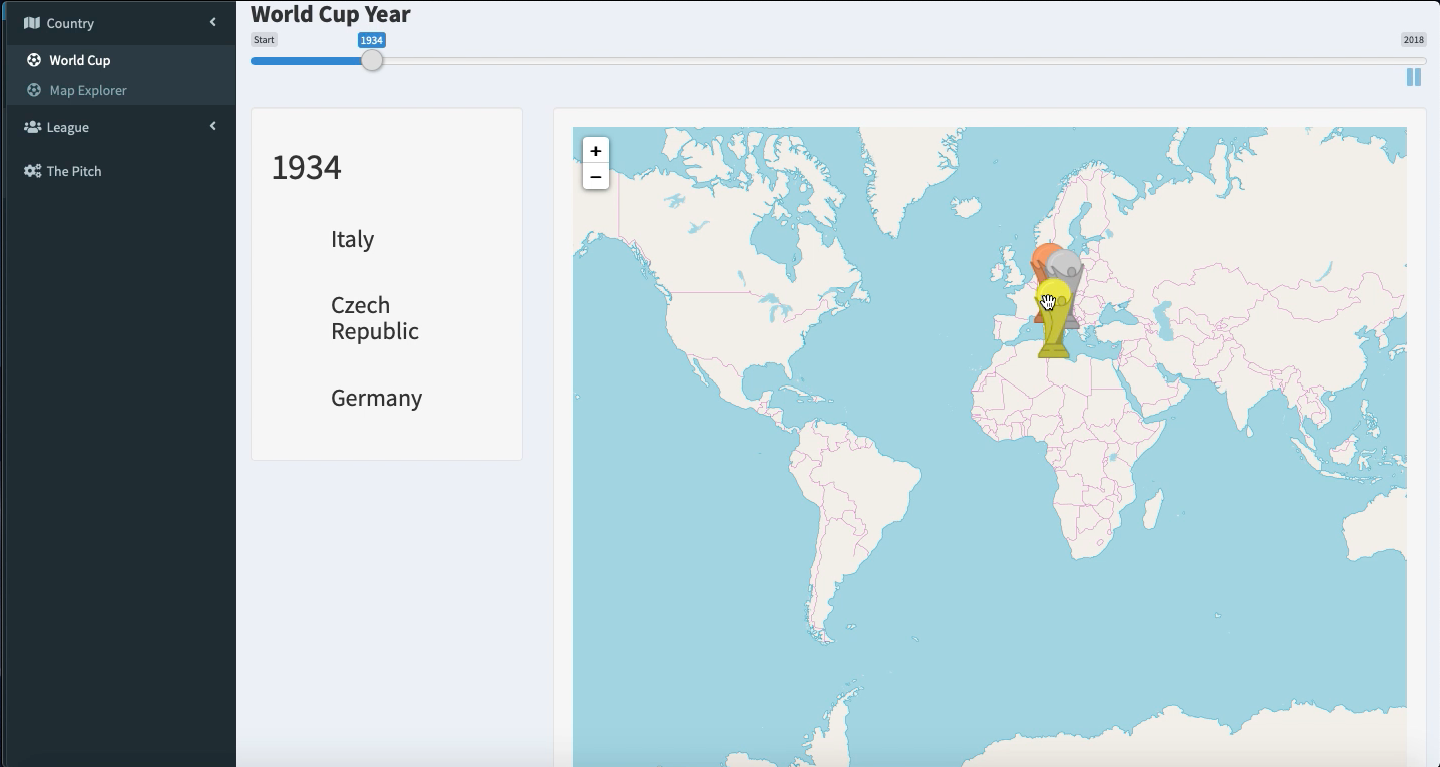 Country
World Cup
Map Explorer
League
The Pitch
World Cup Year
Start
1934
2018
1934
Italy
Czech
Republic
Germany
+
−